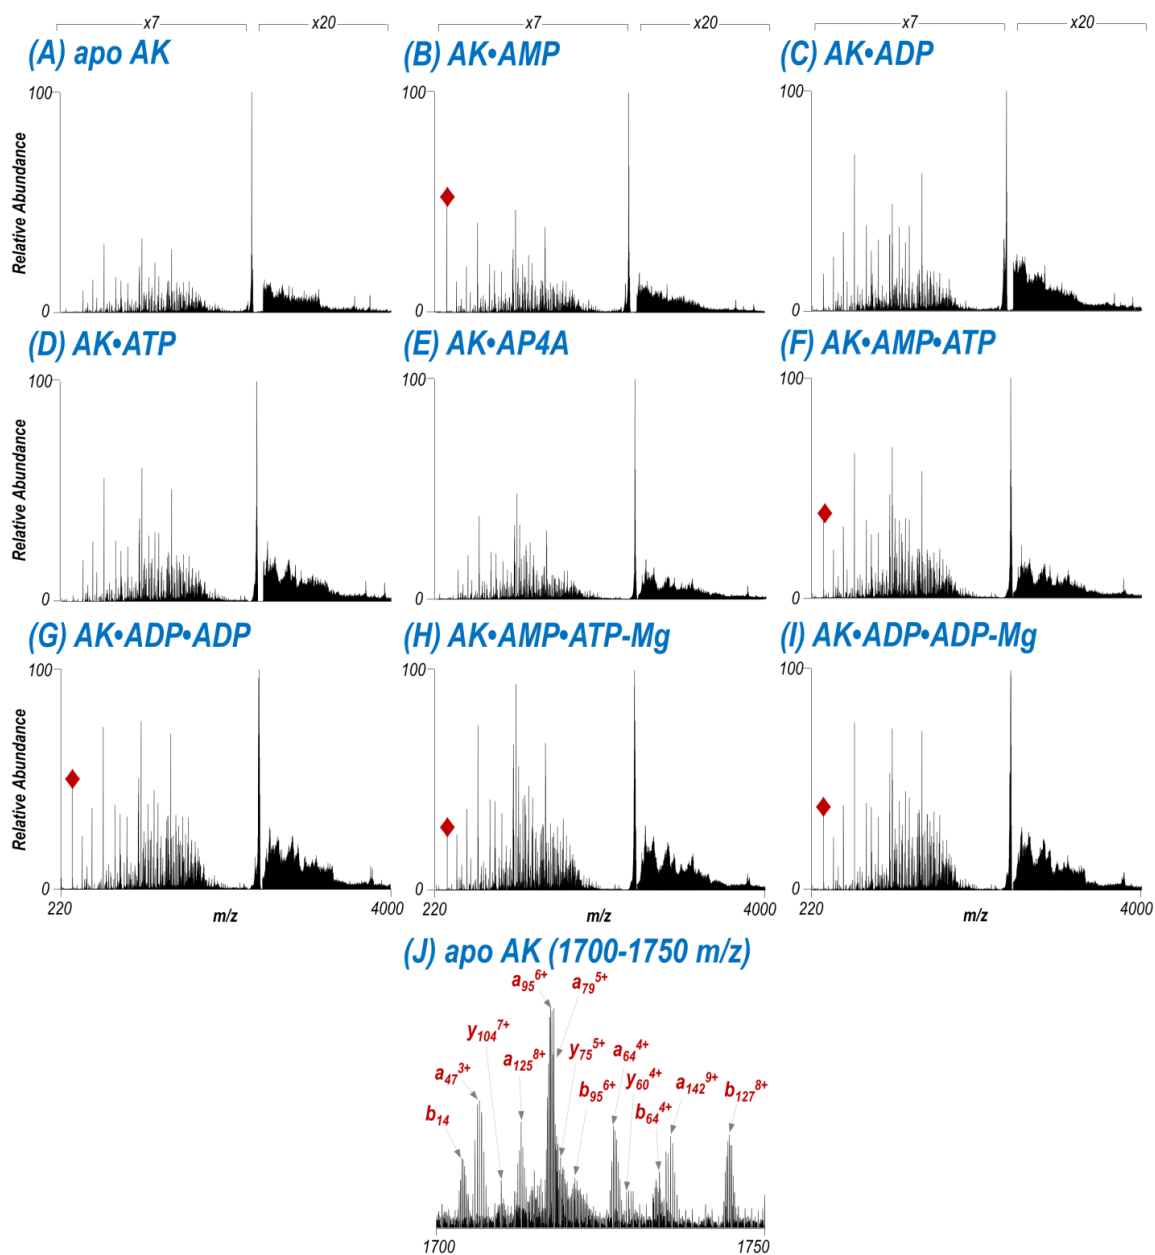 x7 x20 x7 x20 x7 x20
(A) apo AK (B) AK•AMP (C) AK•ADP
100 100 100
Relative Abundance
0 0 0
(D) AK•ATP (E) AK•AP4A (F) AK•AMP•ATP
100 100 100
Relative Abundance
0 0 0
(G) AK•ADP•ADP (H) AK•AMP•ATP-Mg (I) AK•ADP•ADP-Mg
100 100 100
Relative Abundance
0 0 0
220 m/z 4000 220 m/z 4000 220 m/z 4000
(J) apo AK (1700-1750 m/z)
a95 6+ a79 5+
y104 7+
a125 8+ y75 5+ a64 4+
a47 3+ b95 6+ y60 4+ a142 9+ b127 8+
b14 b64 4+
1700 1750